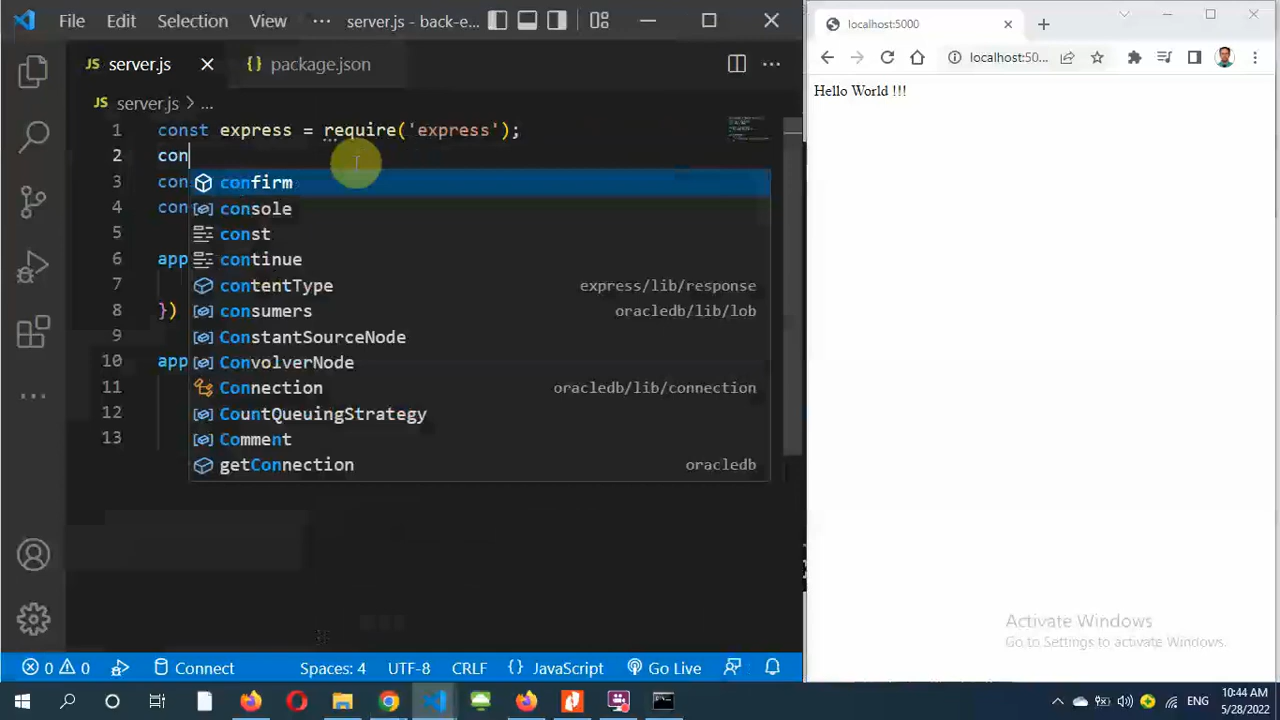 File Edit Selection View ··· server.js - back-e...
JS server.js × {} package.json ···
JS server.js > ...
1 const express = require('express');
2 con
3 con
4 con
5
6 app
7
8 })
9
10 app
11
12
13
confirm
console
const
continue
contentType express/lib/response
consumers oracledb/lib/lob
ConstantSourceNode
ConvolverNode
Connection oracledb/lib/connection
CountQueuingStrategy
Comment
getConnection oracledb
0 0 Connect Spaces: 4 UTF-8 CRLF {} JavaScript Go Live
localhost:5000
localhost:50...
Hello World !!!
Activate Windows
Go to Settings to activate Windows.
ENG
10:44 AM
5/28/2022